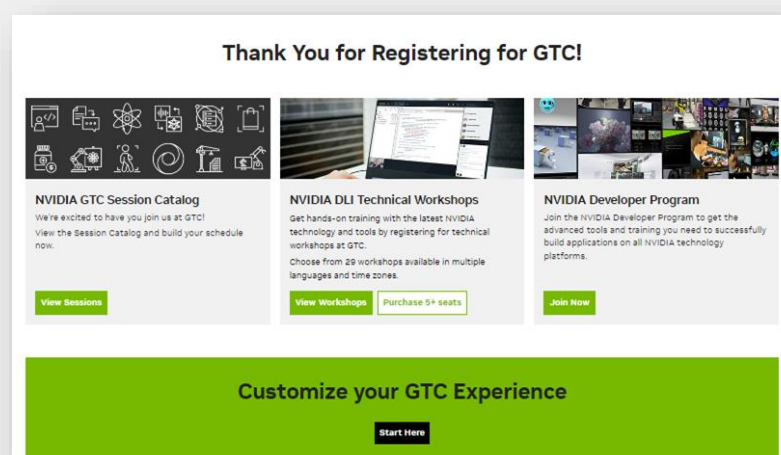 Thank You for Registering for GTC!
NVIDIA GTC Session Catalog
We're excited to have you join us at GTC!
View the Session Catalog and build your schedule
now.
View Sessions
NVIDIA DLI Technical Workshops
Get hands-on training with the latest NVIDIA
technology and tools by registering for technical
workshops at GTC.
Choose from 29 workshops available in multiple
languages and time zones.
View Workshops
Purchase 5+ seats
NVIDIA Developer Program
Join the NVIDIA Developer Program to get the
advanced tools and training you need to successfully
build applications on all NVIDIA technology
platforms.
Join Now
Customize your GTC Experience
Start Here